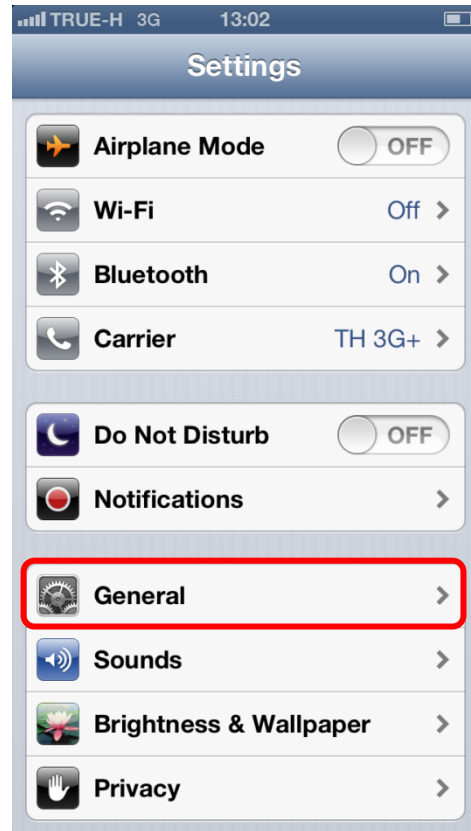 TRUE-H 3G 13:02
Settings
Airplane Mode OFF
Wi-Fi Off
Bluetooth On
Carrier TH 3G+
Do Not Disturb OFF
Notifications
General
Sounds
Brightness & Wallpaper
Privacy